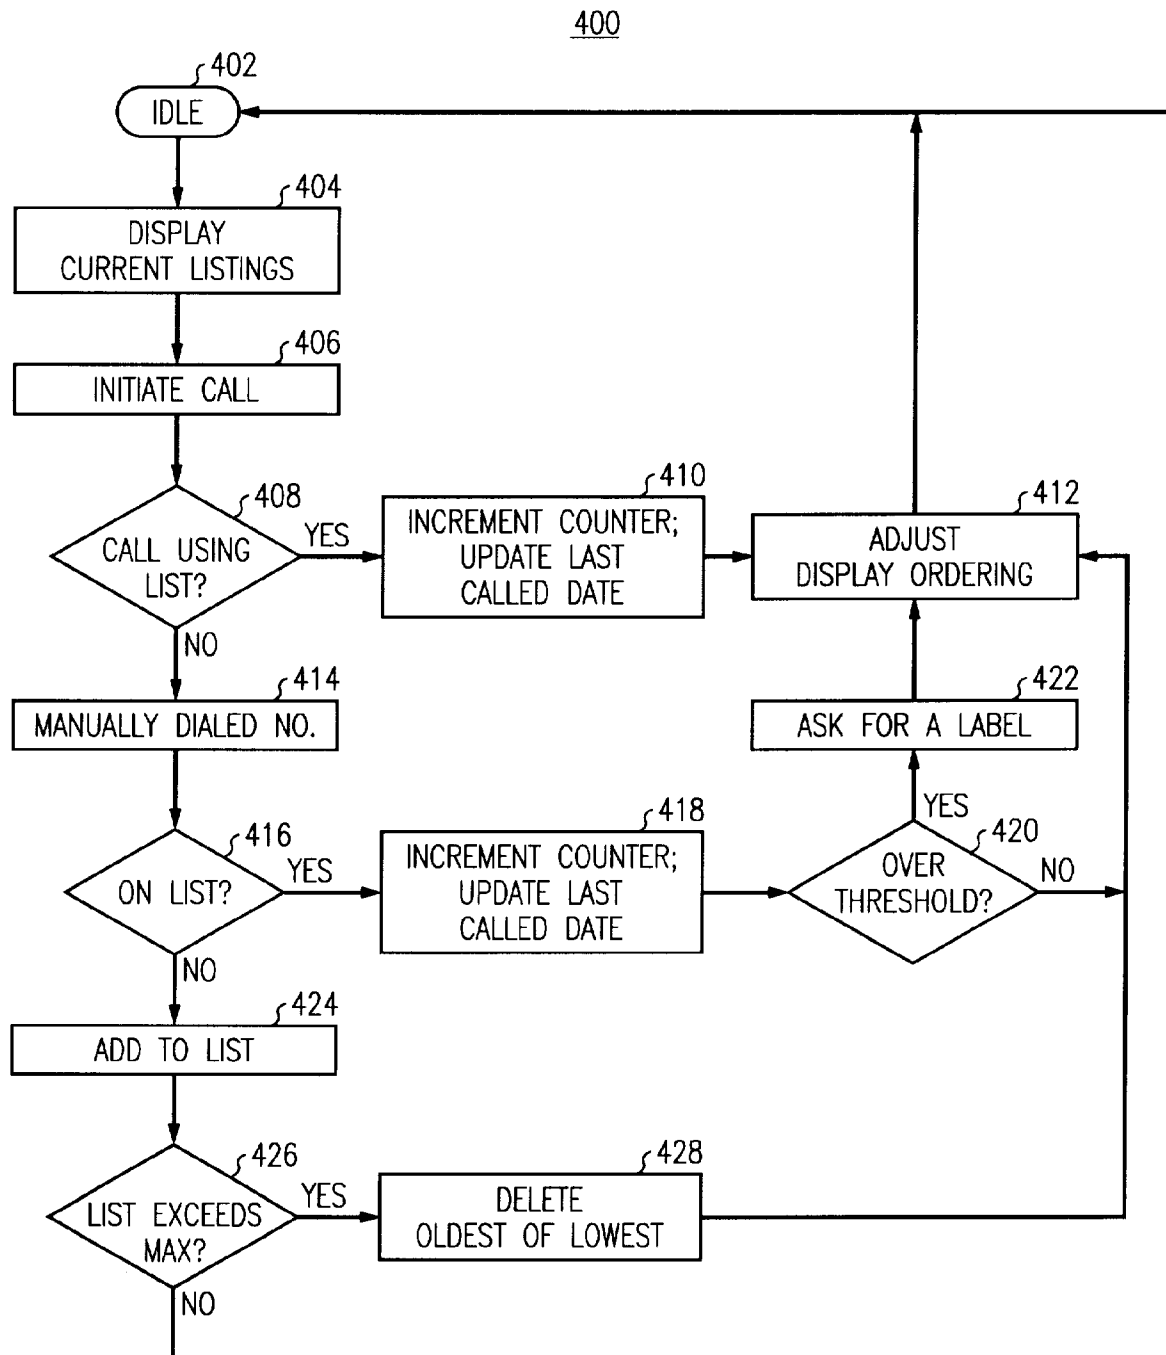 400
402
IDLE
404
DISPLAY
CURRENT LISTINGS
406
INITIATE CALL
408
CALL USING
LIST?
YES
NO
410
INCREMENT COUNTER;
UPDATE LAST
CALLED DATE
412
ADJUST
DISPLAY ORDERING
414
MANUALLY DIALED NO.
422
ASK FOR A LABEL
416
ON LIST?
YES
NO
418
INCREMENT COUNTER;
UPDATE LAST
CALLED DATE
YES
420
OVER
THRESHOLD?
NO
424
ADD TO LIST
426
LIST EXCEEDS
MAX?
YES
NO
428
DELETE
OLDEST OF LOWEST